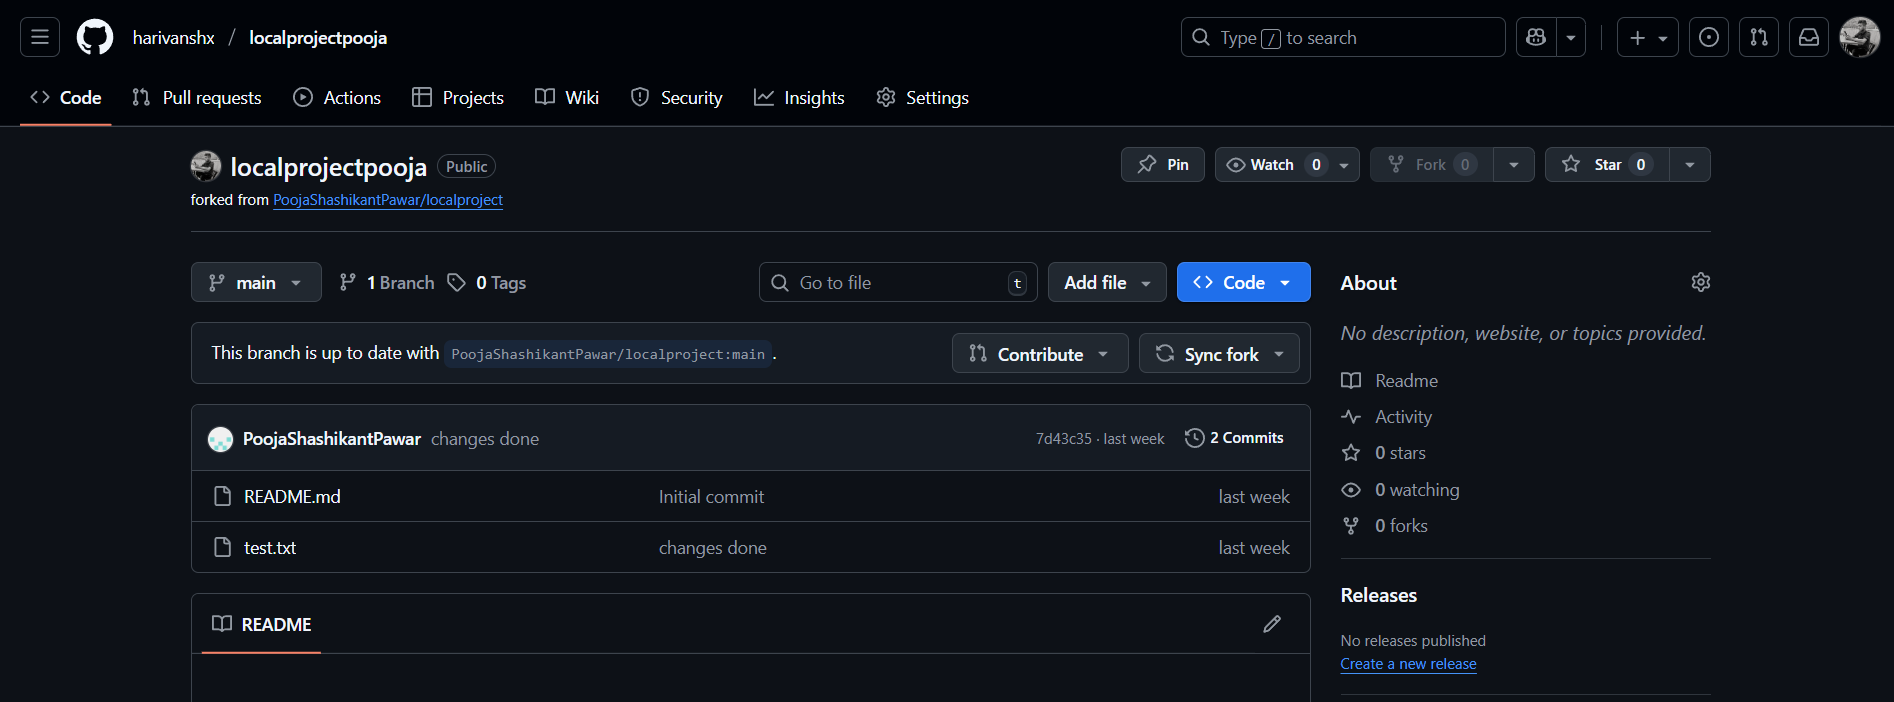 harivanshx / localprojectpooja
Type / to search
Code Pull requests Actions Projects Wiki Security Insights Settings
localprojectpooja Public
Pin Watch 0 Fork 0 Star 0
forked from PoojaShashikantPawar/localproject
main 1 Branch 0 Tags Go to file t Add file Code
This branch is up to date with PoojaShashikantPawar/localproject:main .
Contribute Sync fork
PoojaShashikantPawar changes done 7d43c35 · last week 2 Commits
README.md Initial commit last week
test.txt changes done last week
README
About
No description, website, or topics provided.
Readme
Activity
0 stars
0 watching
0 forks
Releases
No releases published
Create a new release